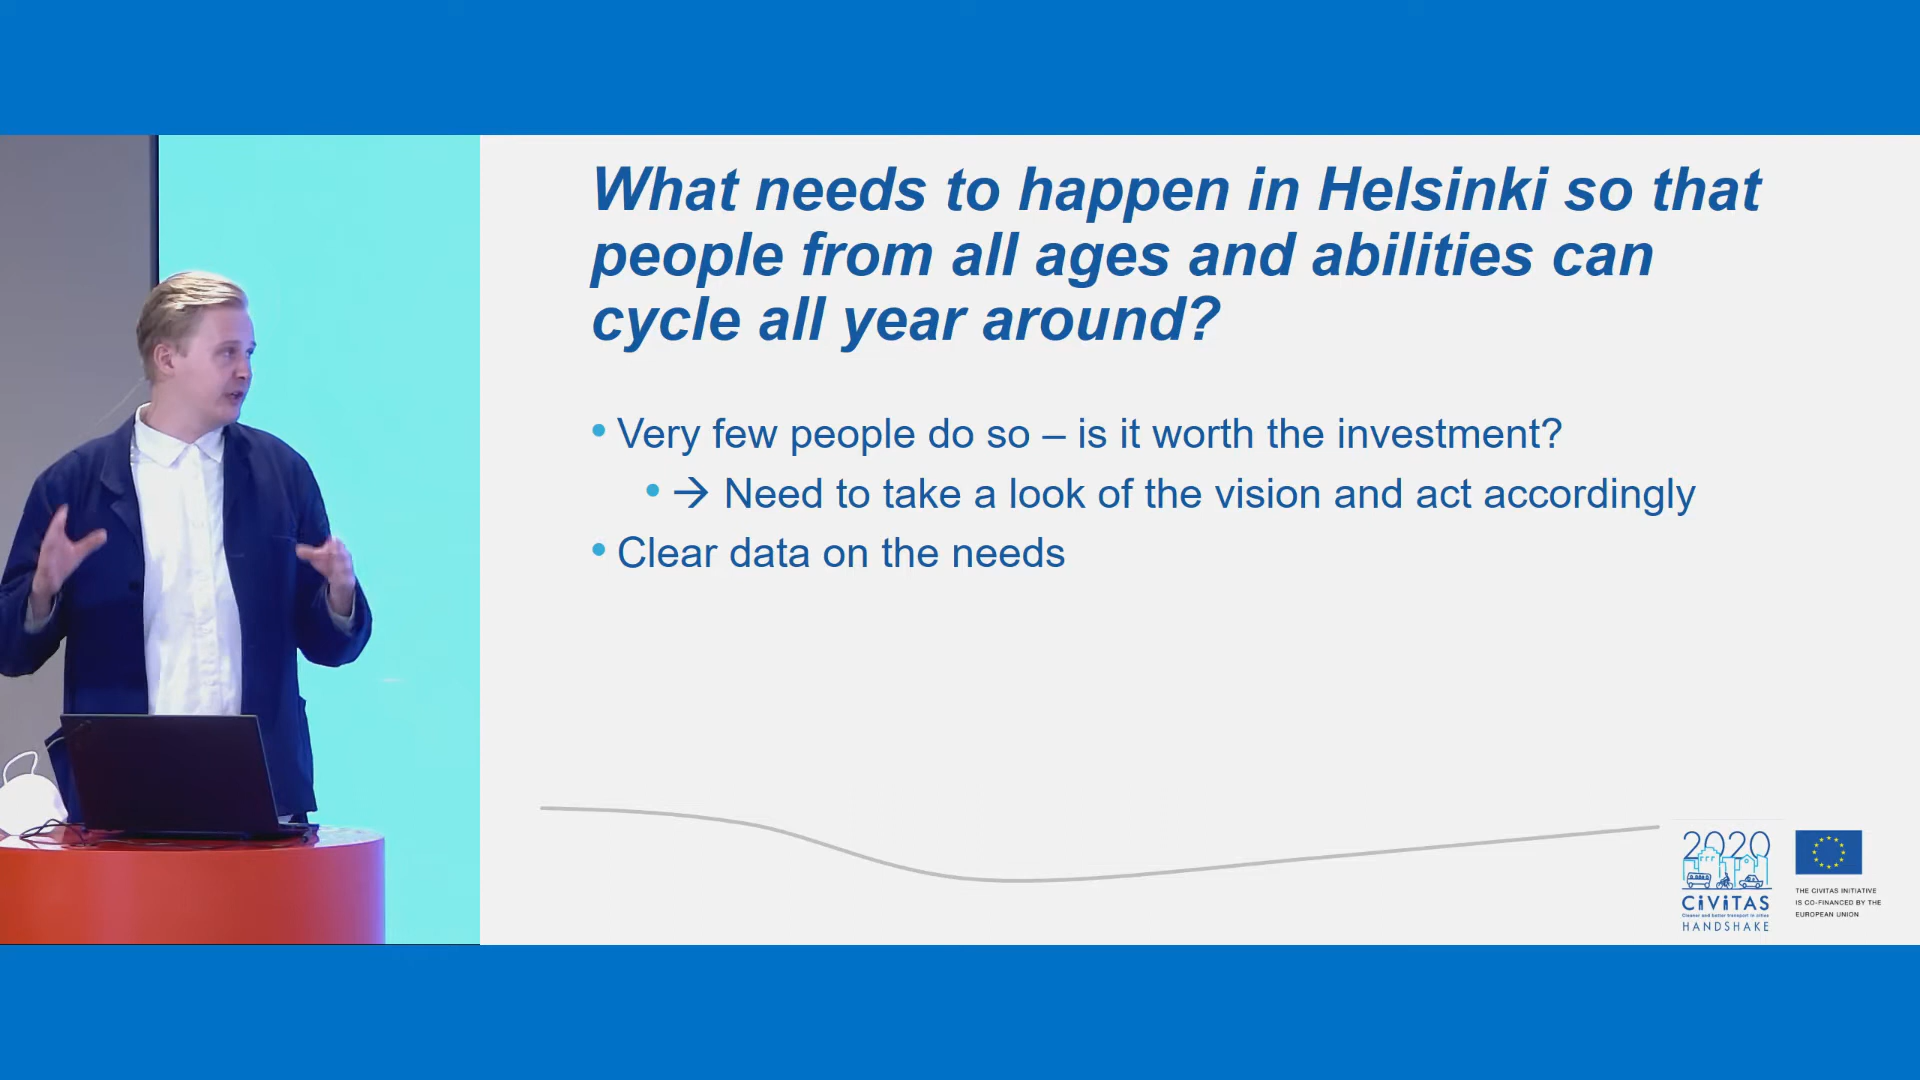 What needs to happen in Helsinki so that
people from all ages and abilities can
cycle all year around?
• Very few people do so – is it worth the investment?
• → Need to take a look of the vision and act accordingly
• Clear data on the needs
2020
CiViTAS
Cleaner and better transport in cities
HANDSHAKE
THE CIVITAS INITIATIVE
IS CO-FINANCED BY THE
EUROPEAN UNION